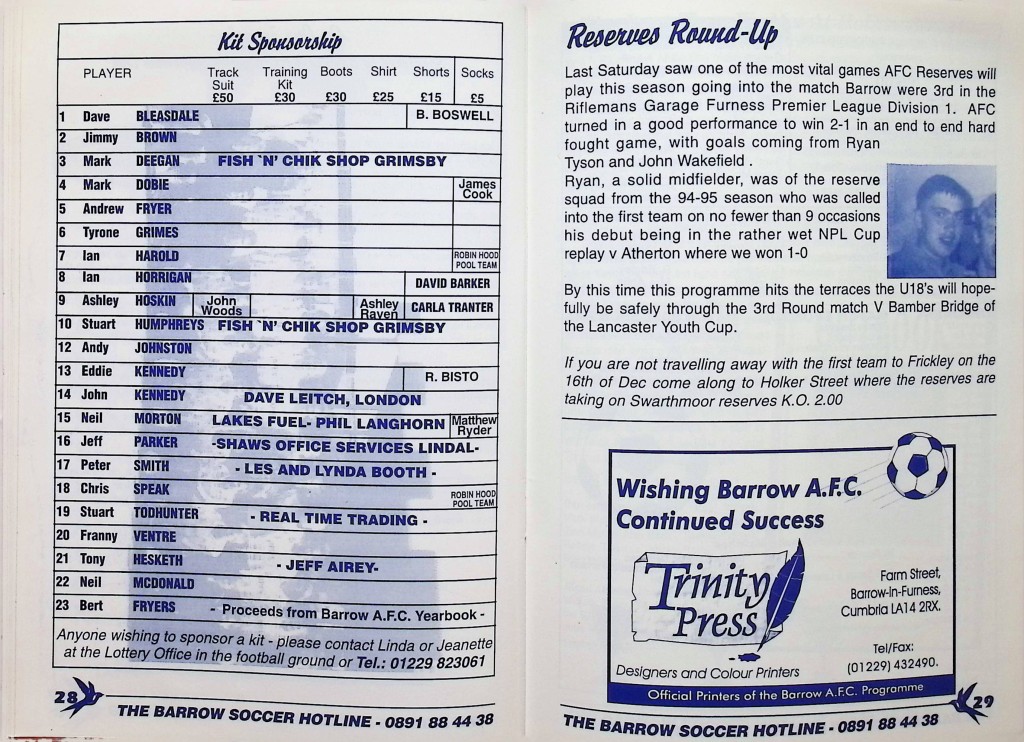 Kit Sponsorship
PLAYER Track Suit £50 Training Kit £30 Boots £30 Shirt £25 Shorts £15 Socks £5
1 Dave BLEASDALE B. BOSWELL
2 Jimmy BROWN
3 Mark DEEGAN FISH `N' CHIK SHOP GRIMSBY
4 Mark DOBIE James Cook
5 Andrew FRYER
6 Tyrone GRIMES
7 Ian HAROLD ROBIN HOOD POOL TEAM
8 Ian HORRIGAN DAVID BARKER
9 Ashley HOSKIN John Woods Ashley Raven CARLA TRANTER
10 Stuart HUMPHREYS FISH `N' CHIK SHOP GRIMSBY
12 Andy JOHNSTON
13 Eddie KENNEDY R. BISTO
14 John KENNEDY DAVE LEITCH, LONDON
15 Neil MORTON LAKES FUEL- PHIL LANGHORN Matthew Ryder
16 Jeff PARKER -SHAWS OFFICE SERVICES LINDAL-
17 Peter SMITH - LES AND LYNDA BOOTH -
18 Chris SPEAK ROBIN HOOD POOL TEAM
19 Stuart TODHUNTER - REAL TIME TRADING -
20 Franny VENTRE
21 Tony HESKETH - JEFF AIREY-
22 Neil MCDONALD
23 Bert FRYERS - Proceeds from Barrow A.F.C. Yearbook -
Anyone wishing to sponsor a kit - please contact Linda or Jeanette
at the Lottery Office in the football ground or Tel.: 01229 823061
28
THE BARROW SOCCER HOTLINE - 0891 88 44 38
Reserves Round-Up
Last Saturday saw one of the most vital games AFC Reserves will
play this season going into the match Barrow were 3rd in the
Riflemans Garage Furness Premier League Division 1. AFC
turned in a good performance to win 2-1 in an end to end hard
fought game, with goals coming from Ryan
Tyson and John Wakefield .
Ryan, a solid midfielder, was of the reserve
squad from the 94-95 season who was called
into the first team on no fewer than 9 occasions
his debut being in the rather wet NPL Cup
replay v Atherton where we won 1-0
By this time this programme hits the terraces the U18's will hope-
fully be safely through the 3rd Round match V Bamber Bridge of
the Lancaster Youth Cup.
If you are not travelling away with the first team to Frickley on the
16th of Dec come along to Holker Street where the reserves are
taking on Swarthmoor reserves K.O. 2.00
Wishing Barrow A.F.C.
Continued Success
Trinity
Press
Farm Street,
Barrow-in-Furness,
Cumbria LA14 2RX.
Tel/Fax:
(01229) 432490.
Designers and Colour Printers
Official Printers of the Barrow A.F.C. Programme
29
THE BARROW SOCCER HOTLINE - 0891 88 44 38